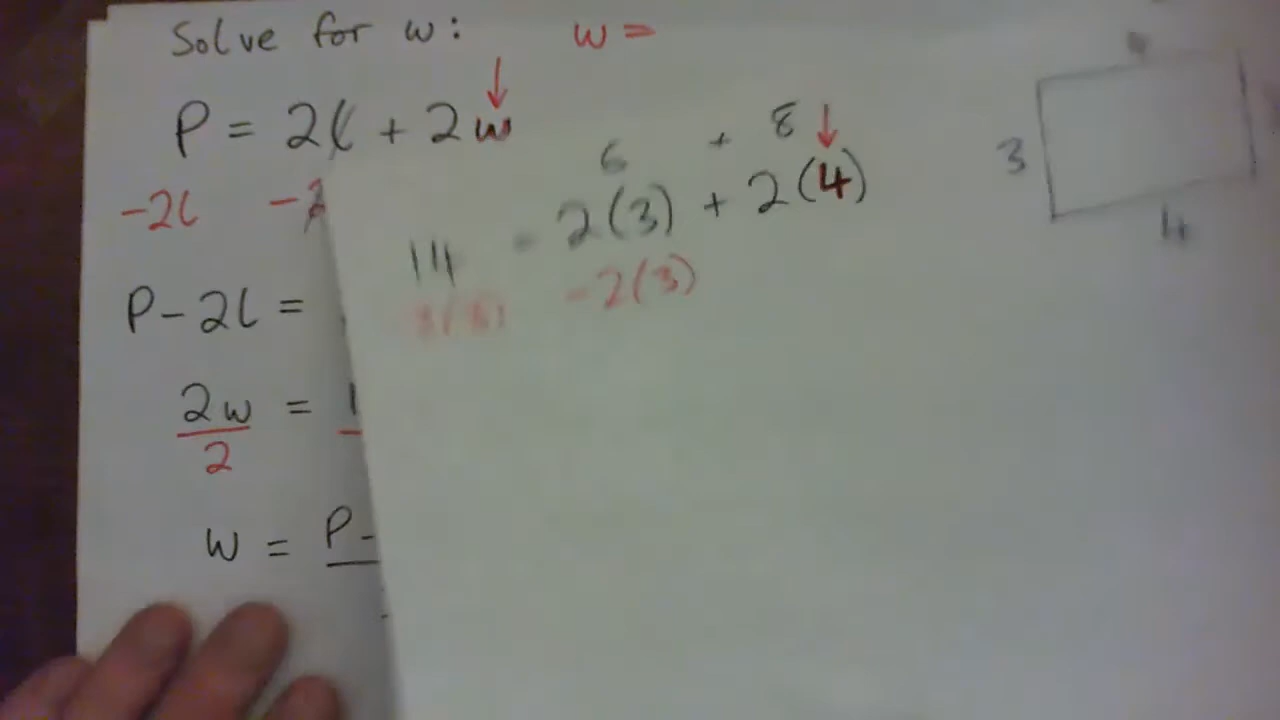 Solve for w: w =
P = 2l + 2w
-2l -2
P - 2l =
2w =
2
w = P-
6 + 8
14 = 2(3) + 2(4)
-2(3)
3
4